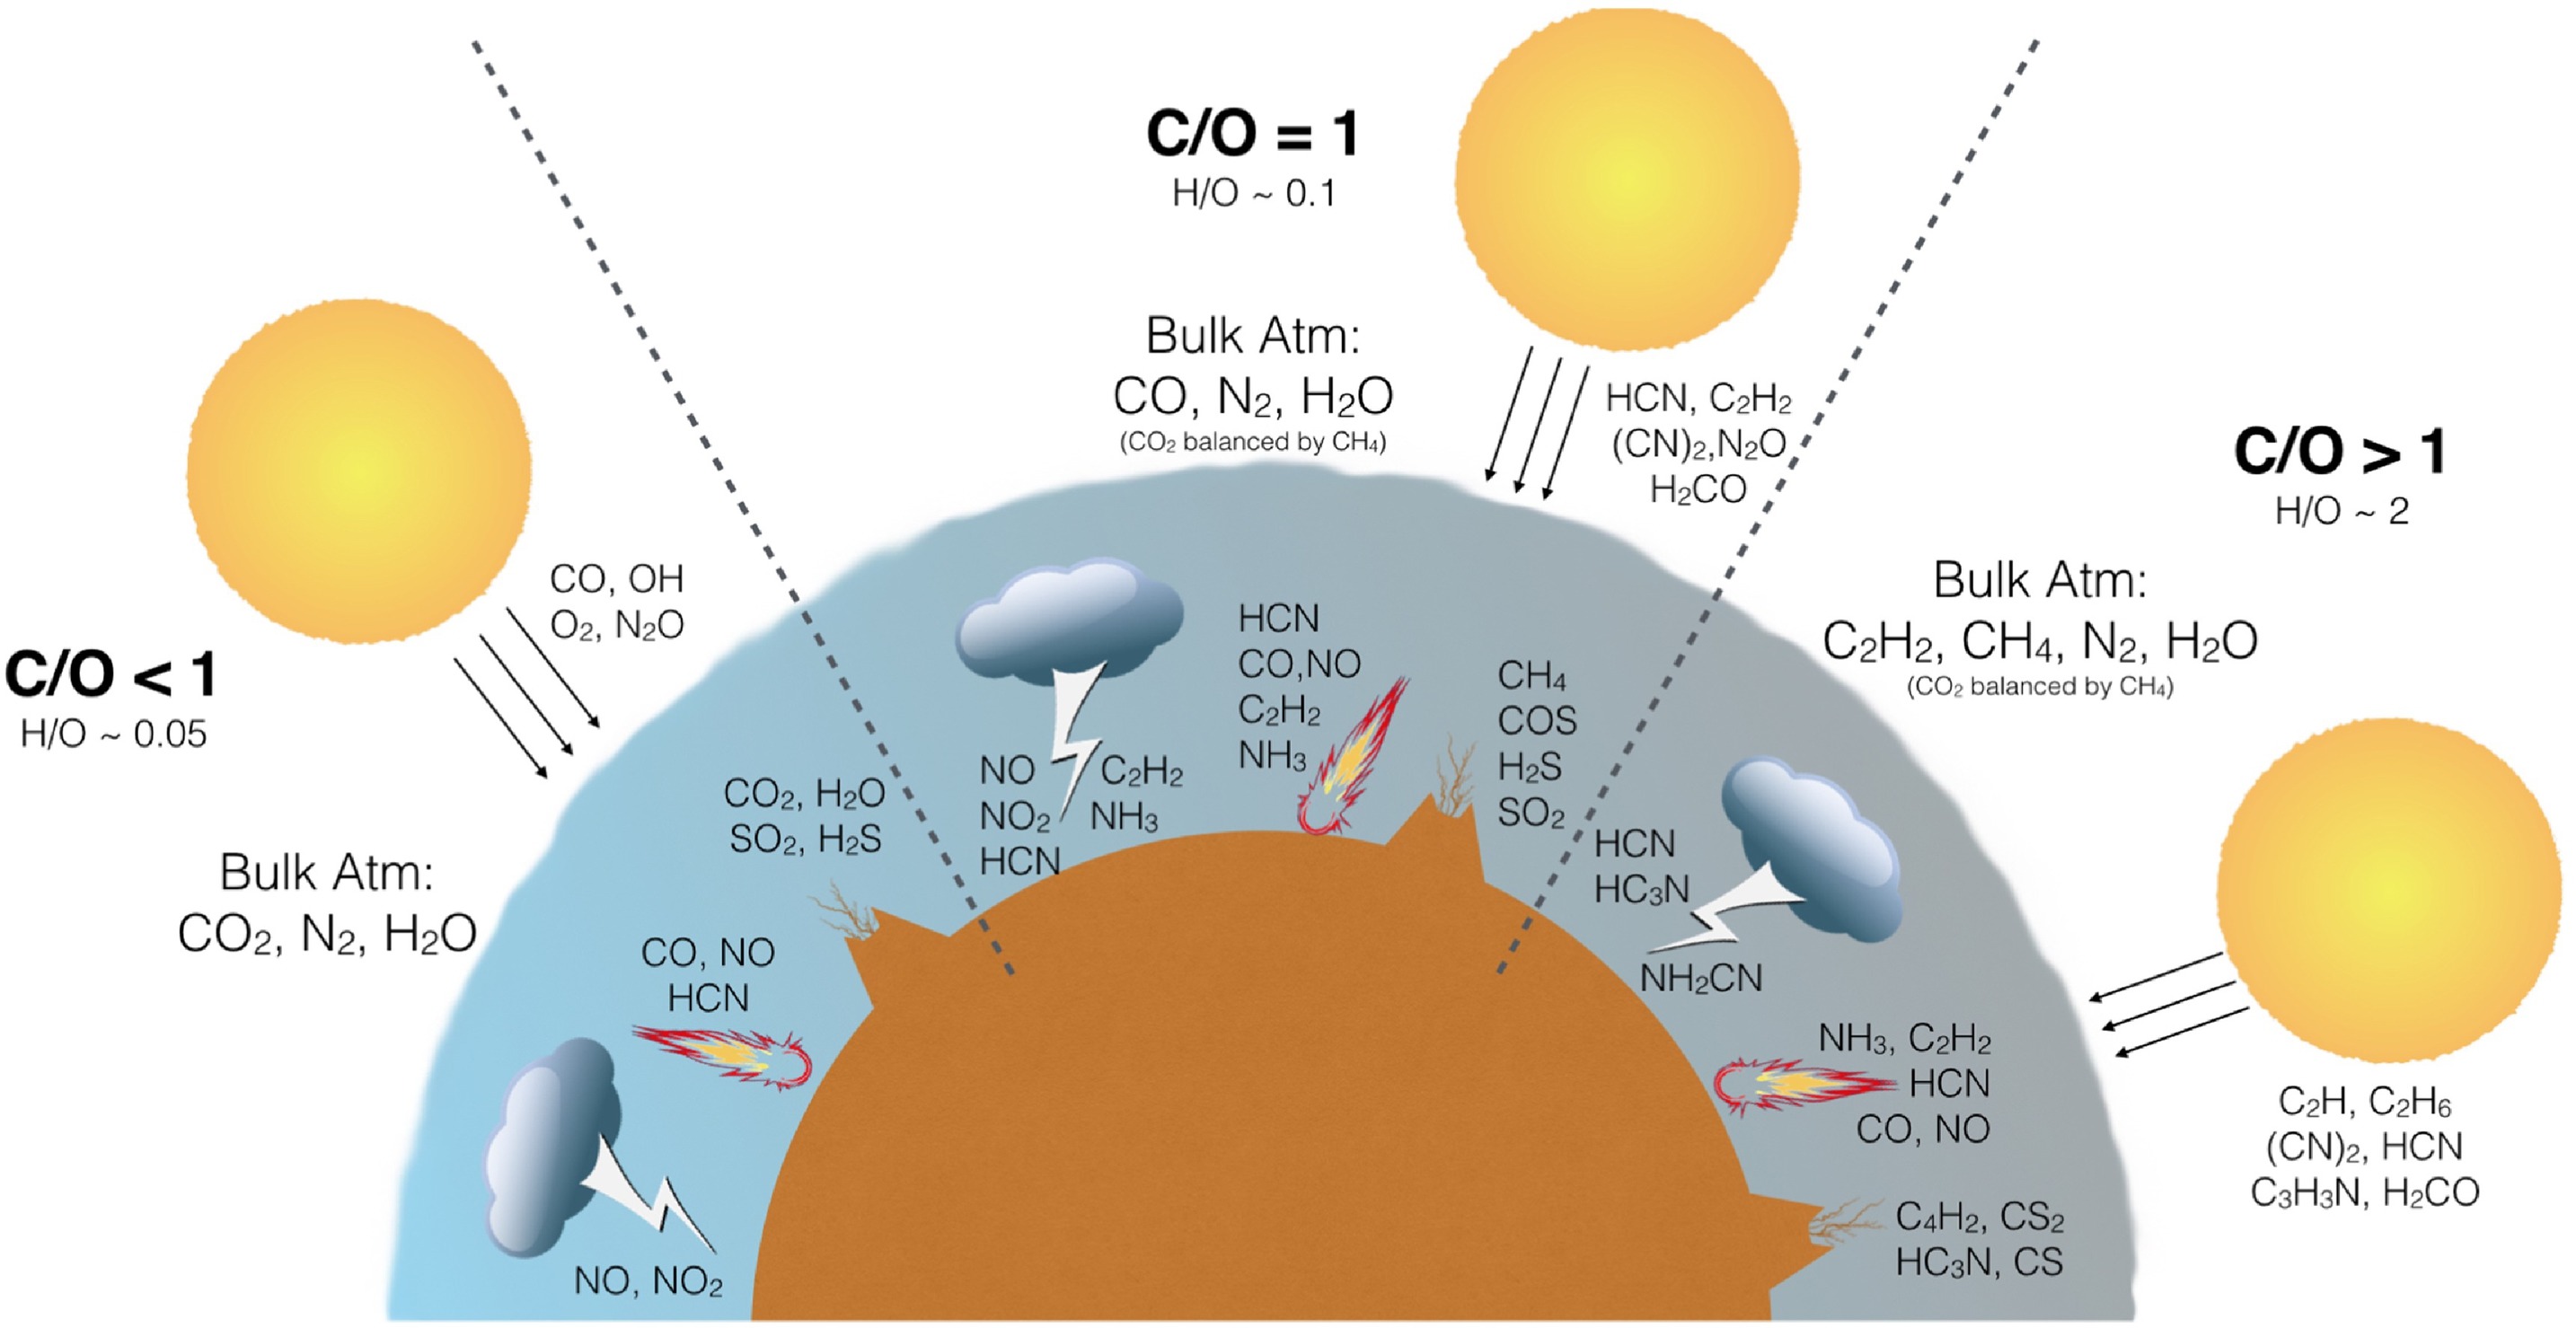 C/O < 1
H/O ~ 0.05
CO, OH
O₂, N₂O
Bulk Atm:
CO₂, N₂, H₂O
CO₂, H₂O
SO₂, H₂S
CO, NO
HCN
NO, NO₂
C/O = 1
H/O ~ 0.1
Bulk Atm:
CO, N₂, H₂O
(CO₂ balanced by CH₄)
HCN, C₂H₂
(CN)₂,N₂O
H₂CO
NO
NO₂
HCN
C₂H₂
NH₃
HCN
CO,NO
C₂H₂
NH₃
CH₄
COS
H₂S
SO₂
C/O > 1
H/O ~ 2
Bulk Atm:
C₂H₂, CH₄, N₂, H₂O
(CO₂ balanced by CH₄)
HCN
HC₃N
NH₂CN
NH₃, C₂H₂
HCN
CO, NO
C₂H, C₂H₆
(CN)₂, HCN
C₃H₃N, H₂CO
C₄H₂, CS₂
HC₃N, CS